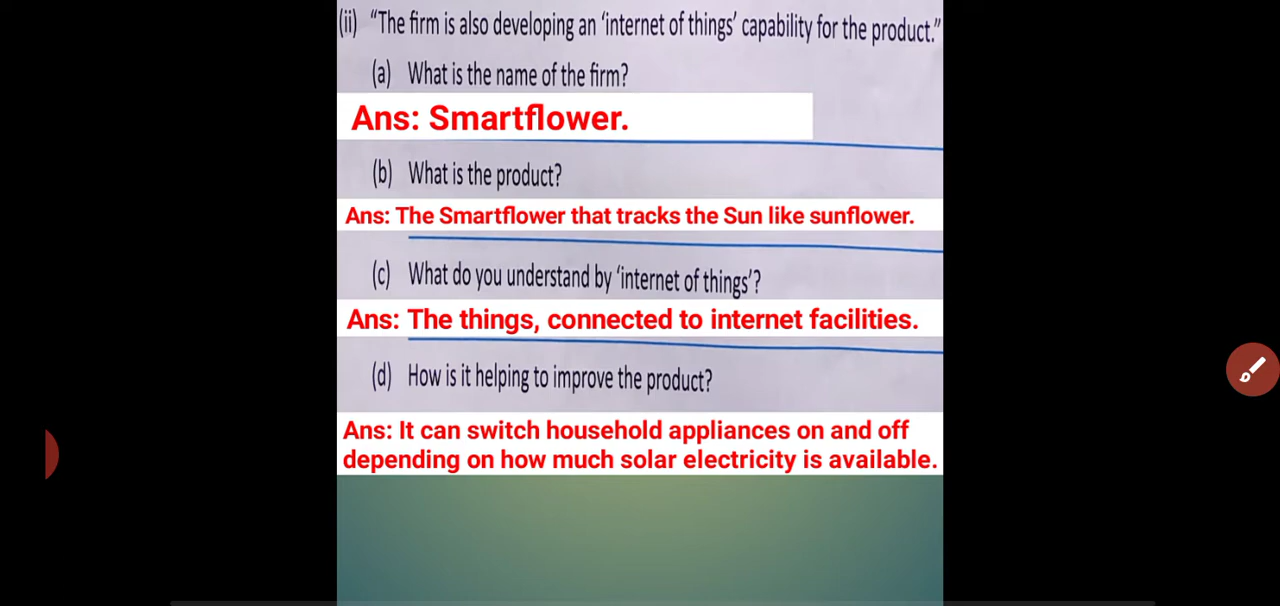 (ii) “The firm is also developing an ‘internet of things’ capability for the product.”
(a) What is the name of the firm?
Ans: Smartflower.
(b) What is the product?
Ans: The Smartflower that tracks the Sun like sunflower.
(c) What do you understand by ‘internet of things’?
Ans: The things, connected to internet facilities.
(d) How is it helping to improve the product?
Ans: It can switch household appliances on and off
depending on how much solar electricity is available.